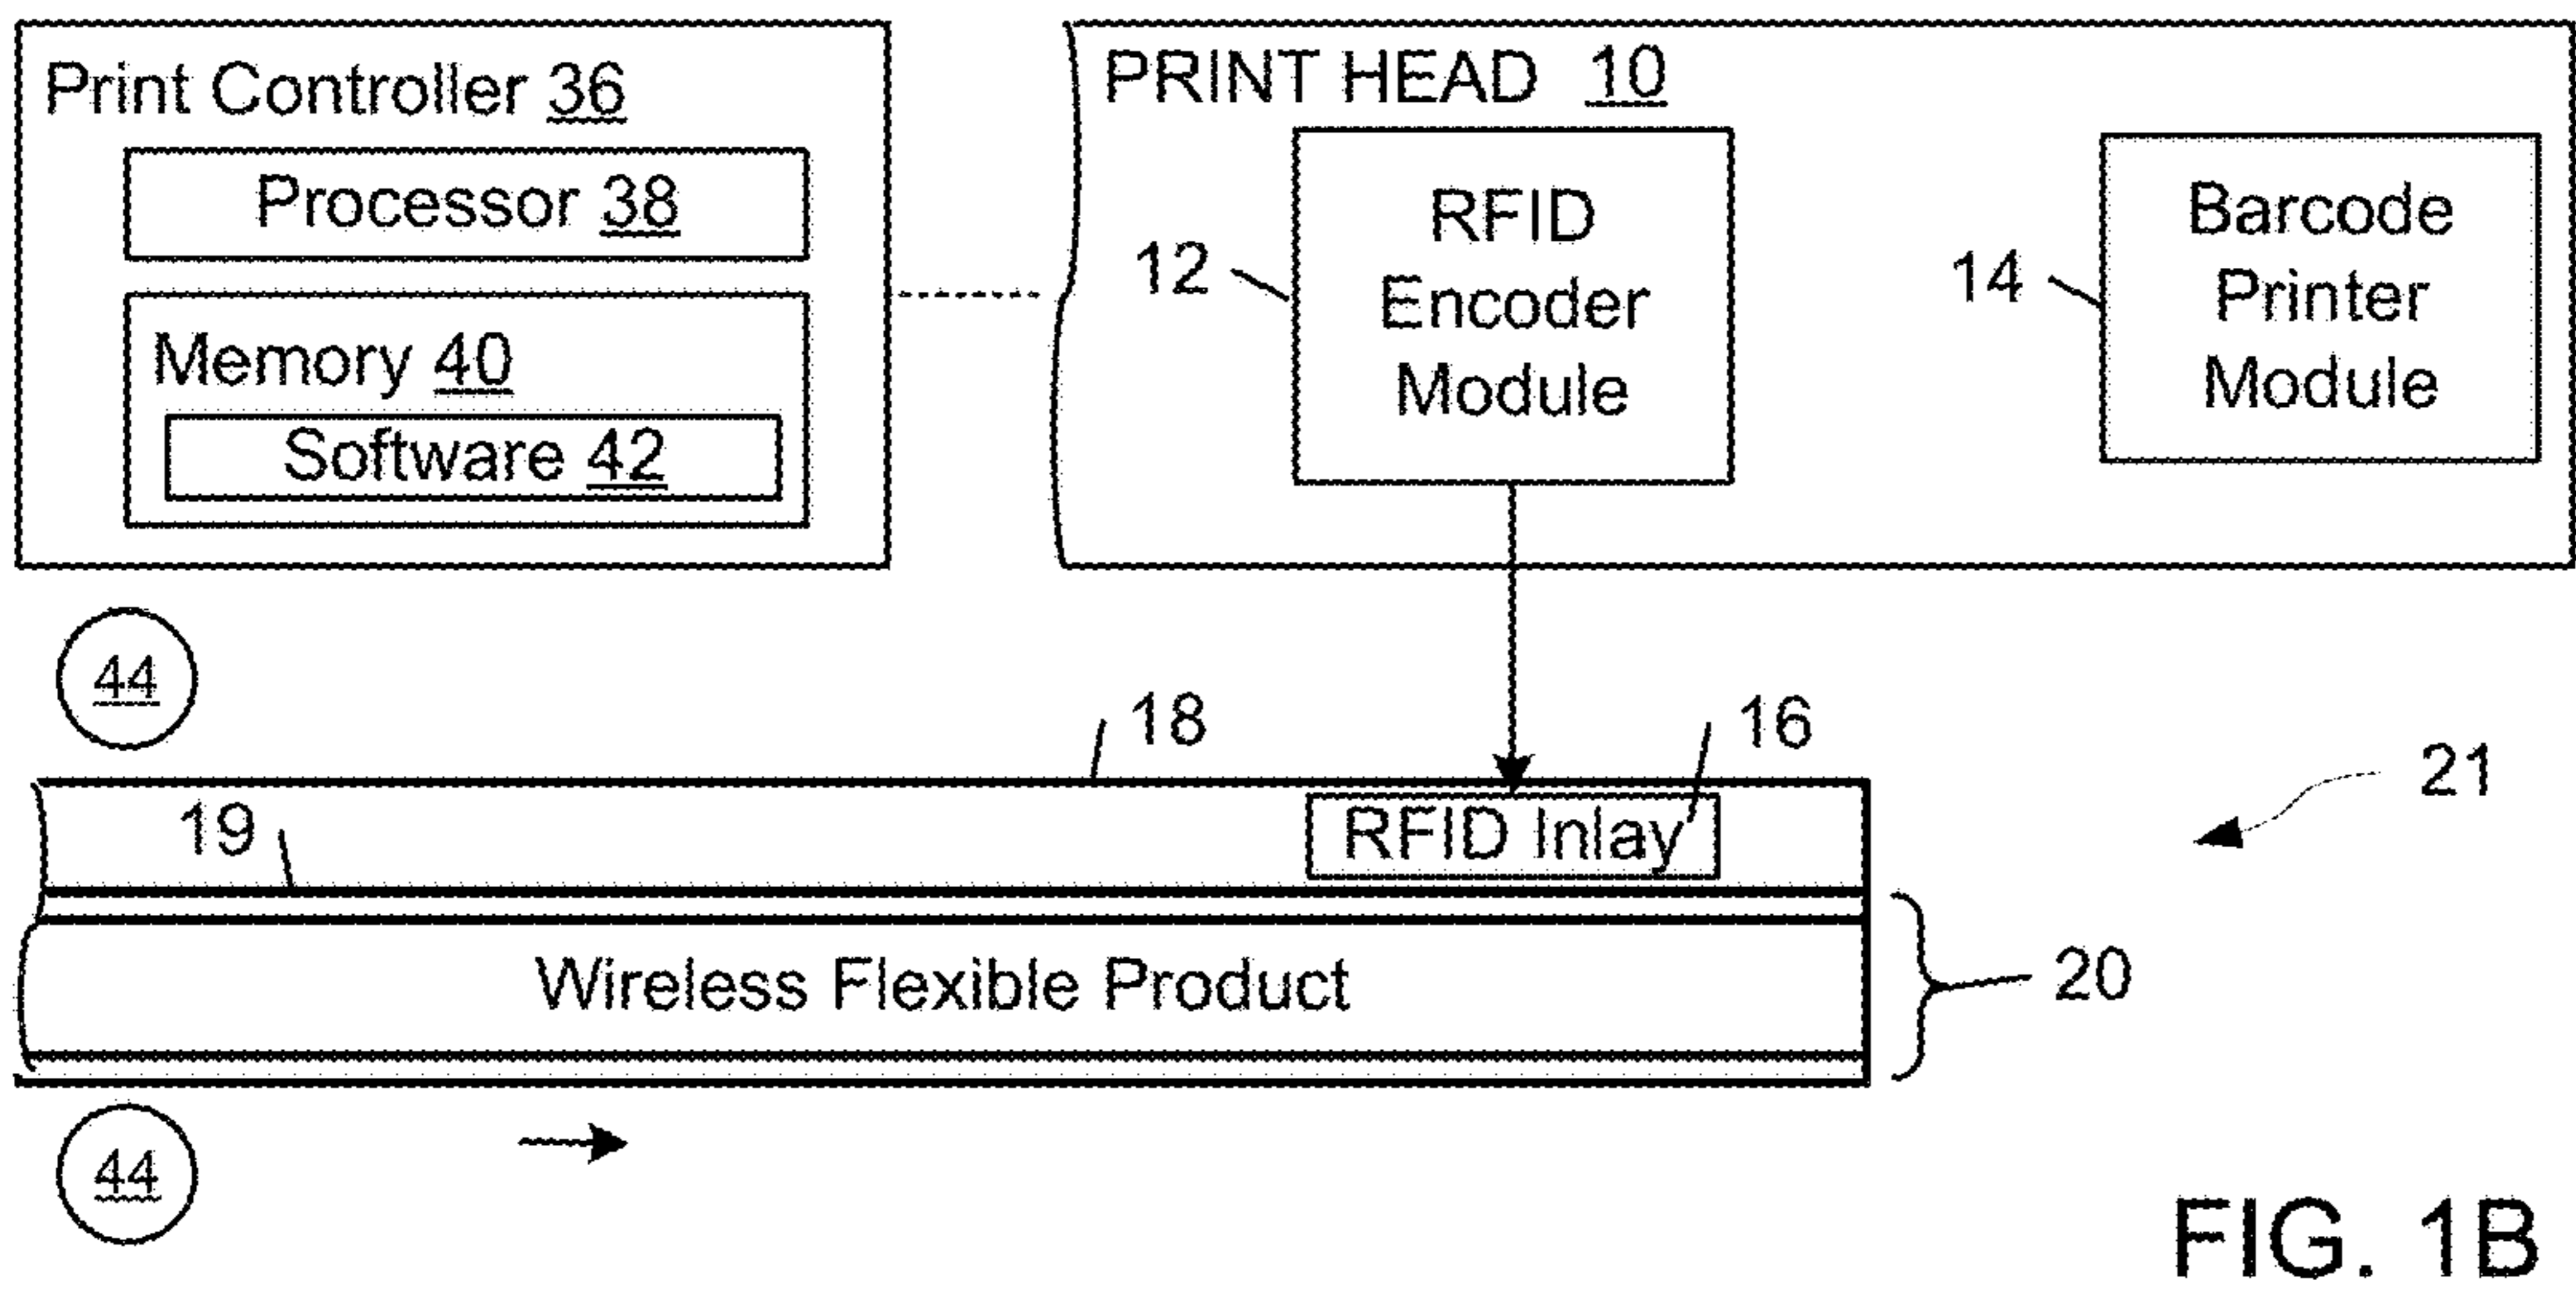 Print Controller 36
Processor 38
Memory 40
Software 42
PRINT HEAD 10
12
RFID
Encoder
Module
14
Barcode
Printer
Module
44
18
16
21
19
RFID Inlay
Wireless Flexible Product
20
44
FIG. 1B